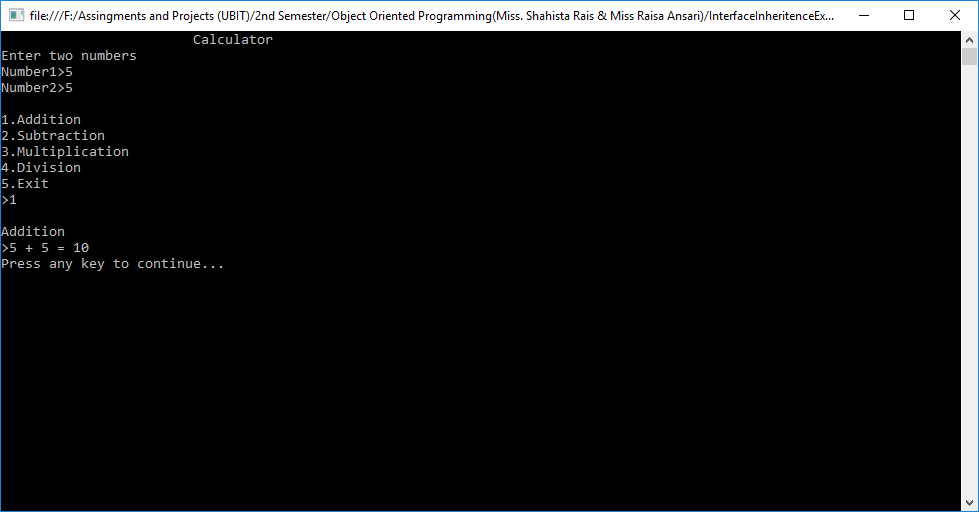 file:///F:/Assingments and Projects (UBIT)/2nd Semester/Object Oriented Programming(Miss. Shahista Rais & Miss Raisa Ansari)/InterfaceInheritenceEx...
Calculator
Enter two numbers
Number1>5
Number2>5
1.Addition
2.Subtraction
3.Multiplication
4.Division
5.Exit
>1
Addition
>5 + 5 = 10
Press any key to continue...